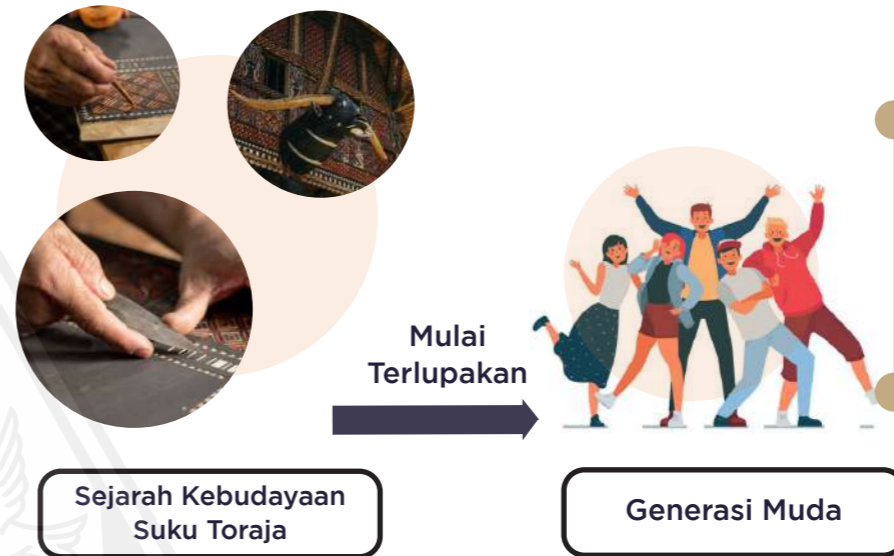 Mulai
Terlupakan
Sejarah Kebudayaan
Suku Toraja
Generasi Muda